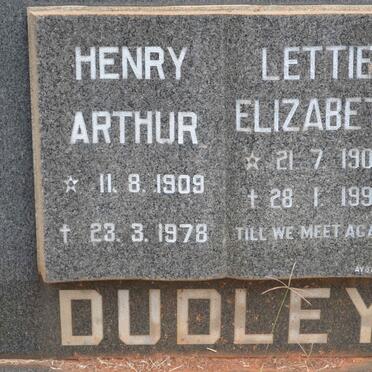 HENRY
ARTHUR
☆ 11. 8. 1909
† 23. 3. 1978
LETTIE
ELIZABET
☆ 21 7 190
† 28 1 199
TILL WE MEET AGA
DUDLEY